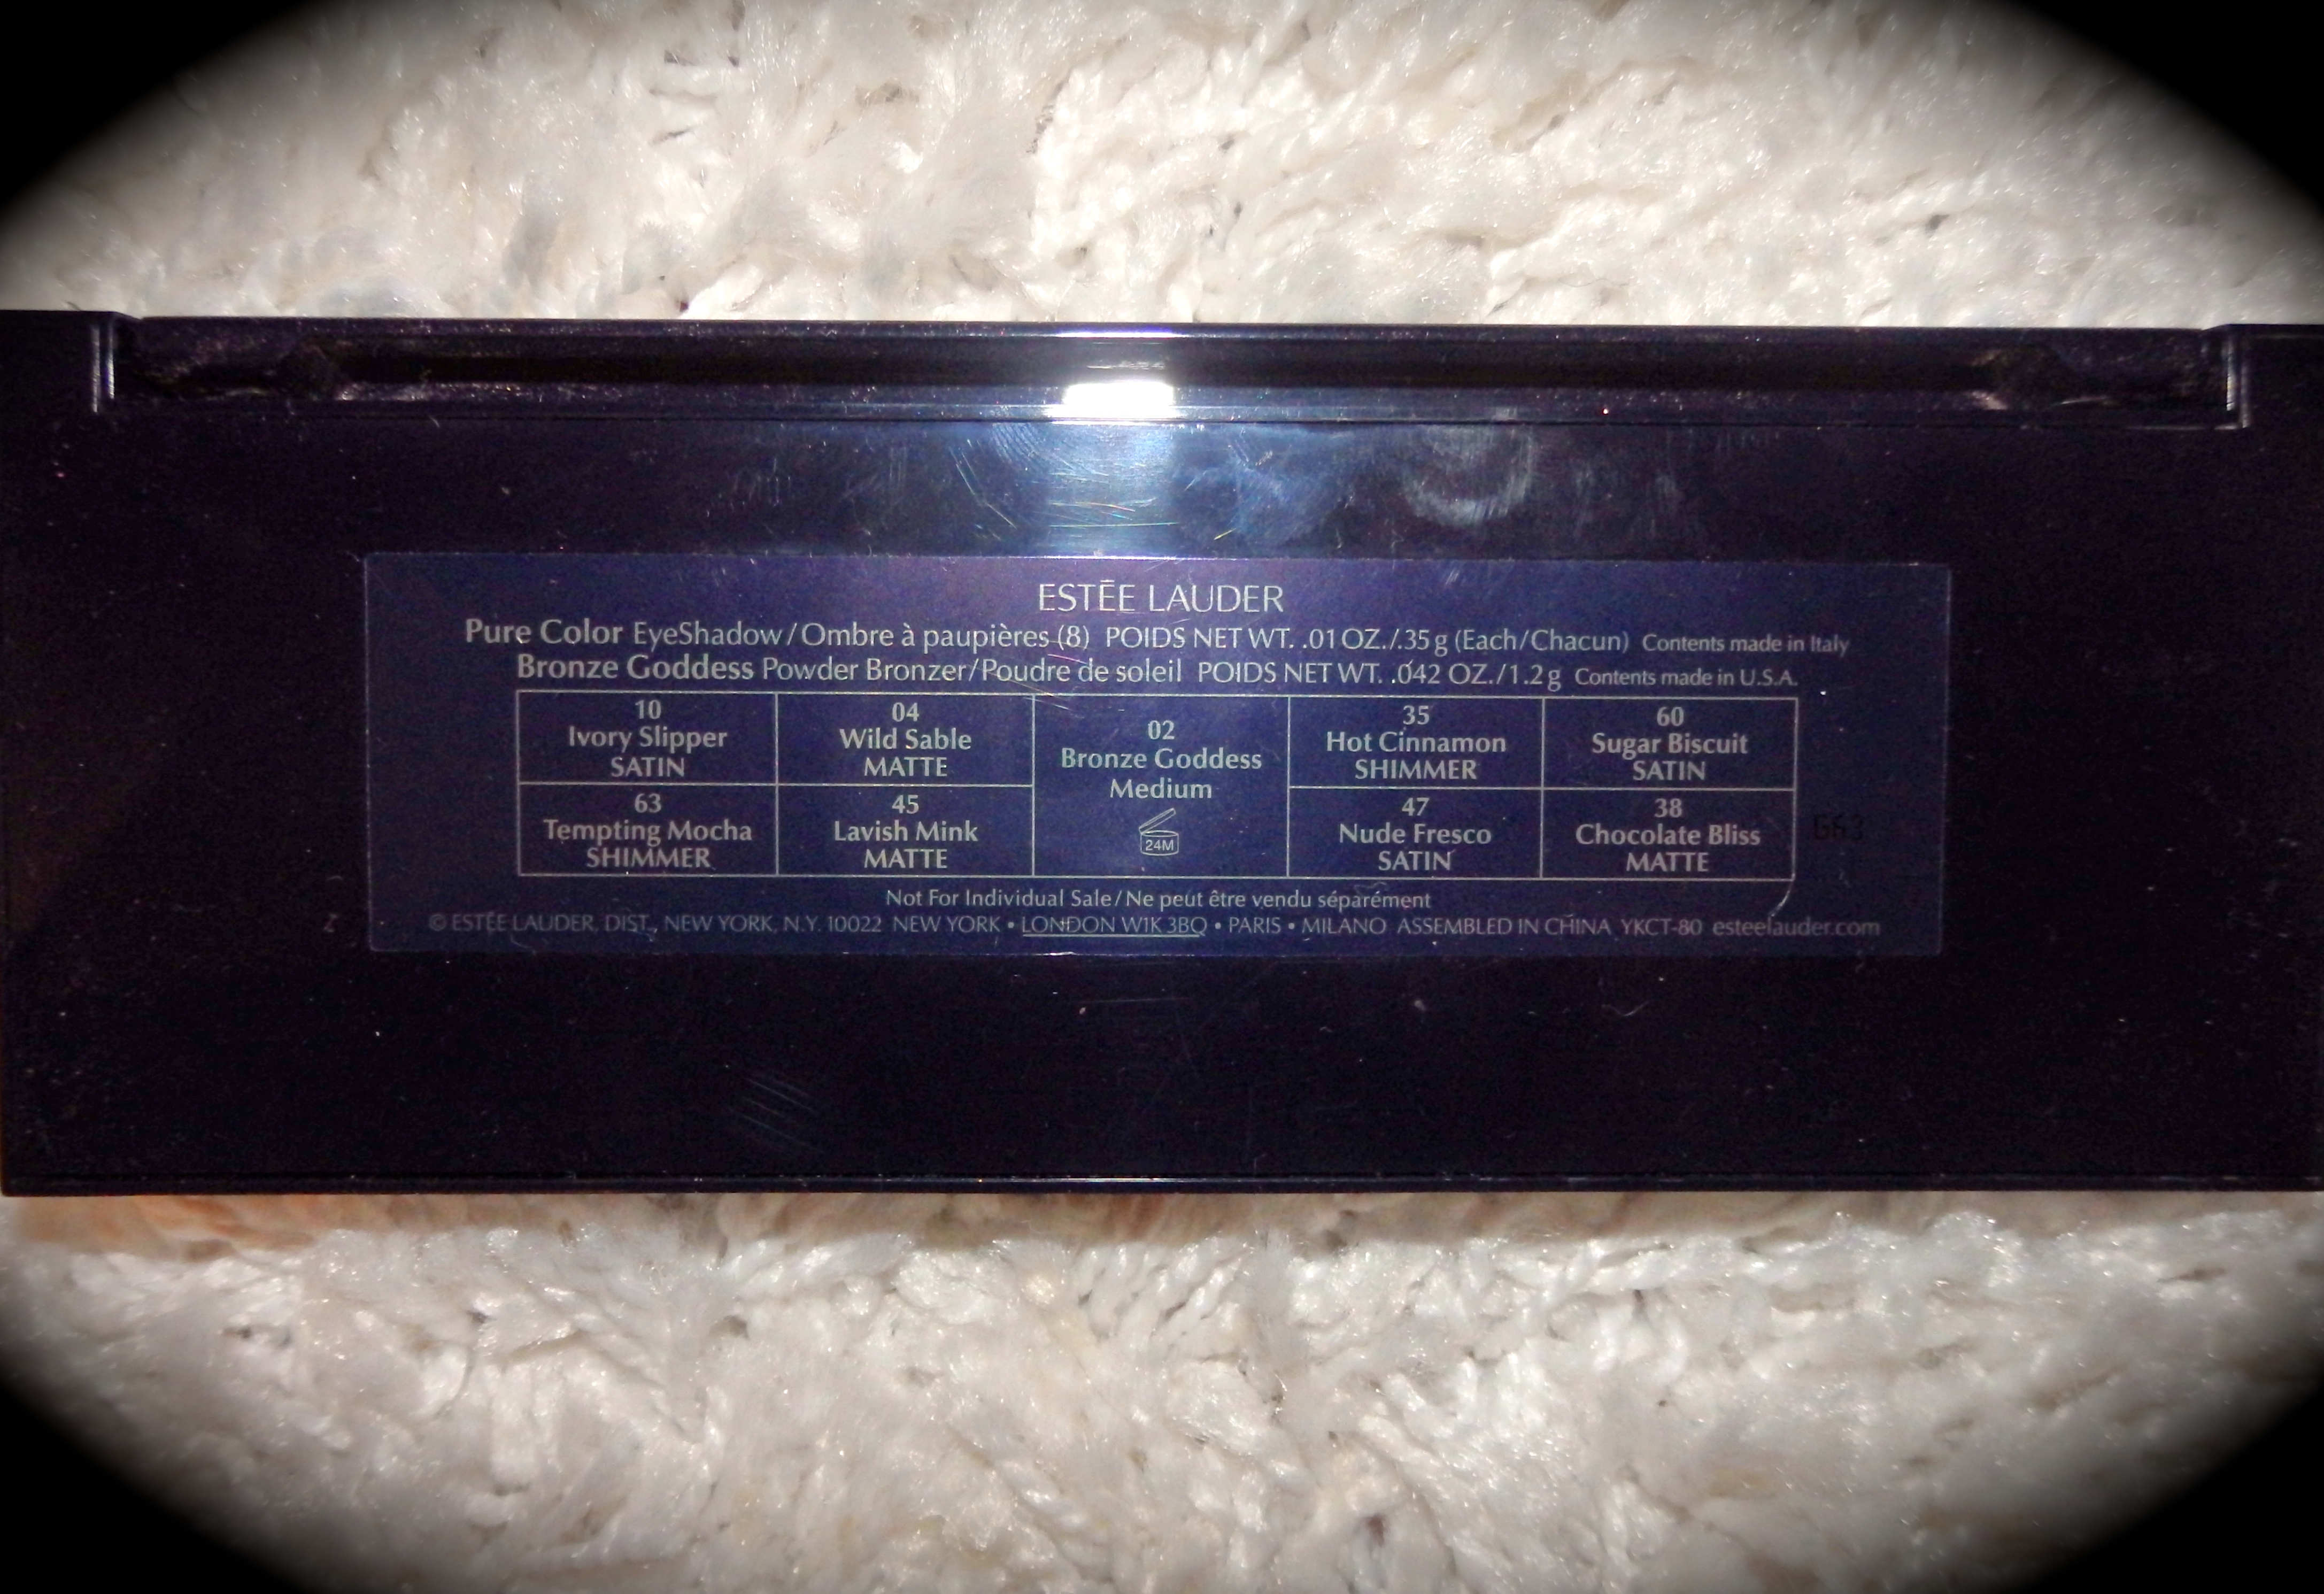 ESTĒE LAUDER
Pure Color EyeShadow/Ombre à paupières (8) POIDS NET WT. .01 OZ./.35 g (Each/Chacun) Contents made in Italy
Bronze Goddess Powder Bronzer/Poudre de soleil POIDS NET WT. .042 OZ./1.2 g Contents made in U.S.A.
10
Ivory Slipper
SATIN
04
Wild Sable
MATTE
02
Bronze Goddess
Medium
24M
35
Hot Cinnamon
SHIMMER
60
Sugar Biscuit
SATIN
63
Tempting Mocha
SHIMMER
45
Lavish Mink
MATTE
47
Nude Fresco
SATIN
38
Chocolate Bliss
MATTE
Not For Individual Sale/Ne peut être vendu séparément
© ESTĒE LAUDER, DIST., NEW YORK, N.Y. 10022 NEW YORK • LONDON W1K 3BQ • PARIS • MILANO ASSEMBLED IN CHINA YKCT-80 esteelauder.com